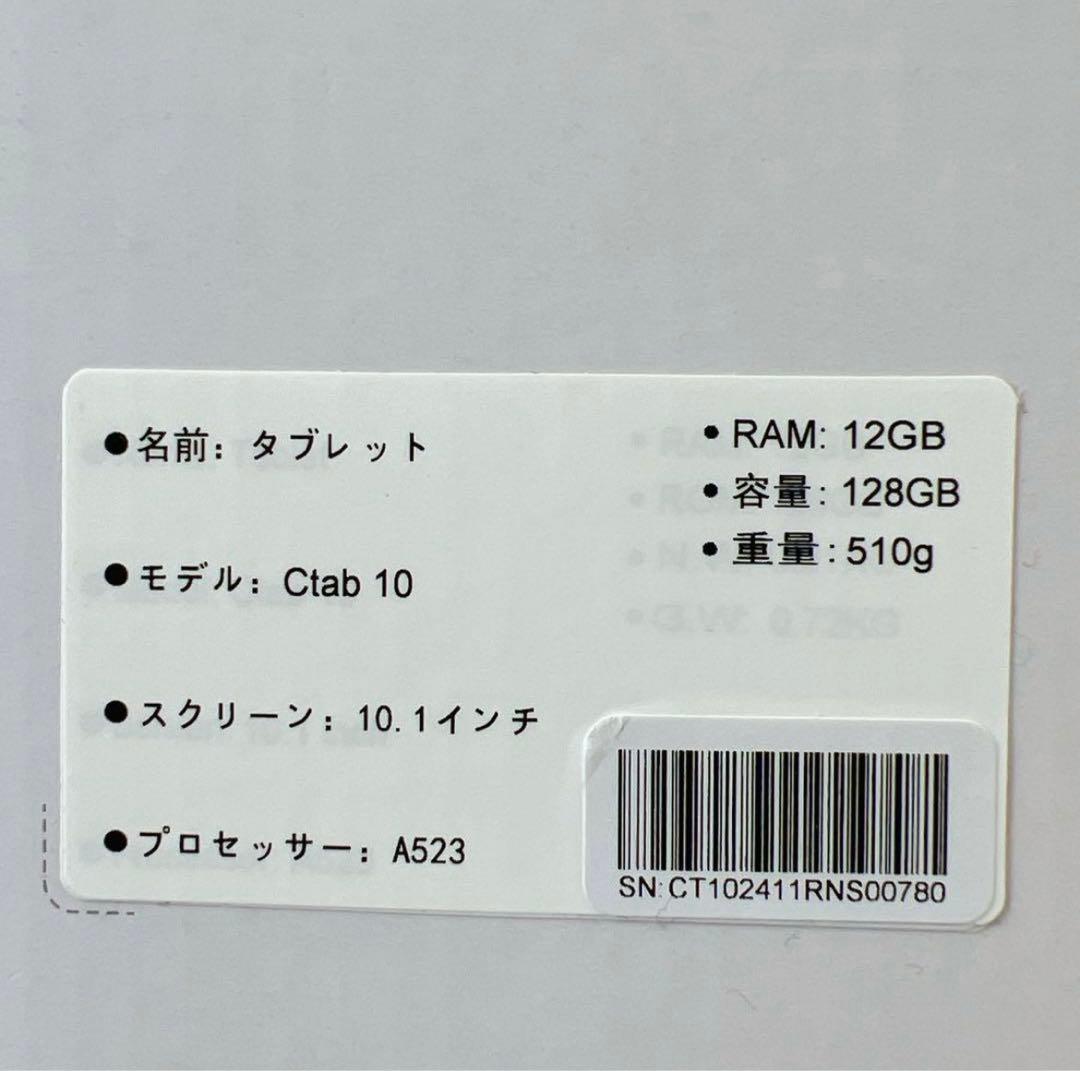 ●名前: タブレット
●モデル: Ctab 10
●スクリーン: 10.1インチ
●プロセッサー: A523
• RAM: 12GB
• 容量: 128GB
• 重量: 510g
SN:CT102411RNS00780